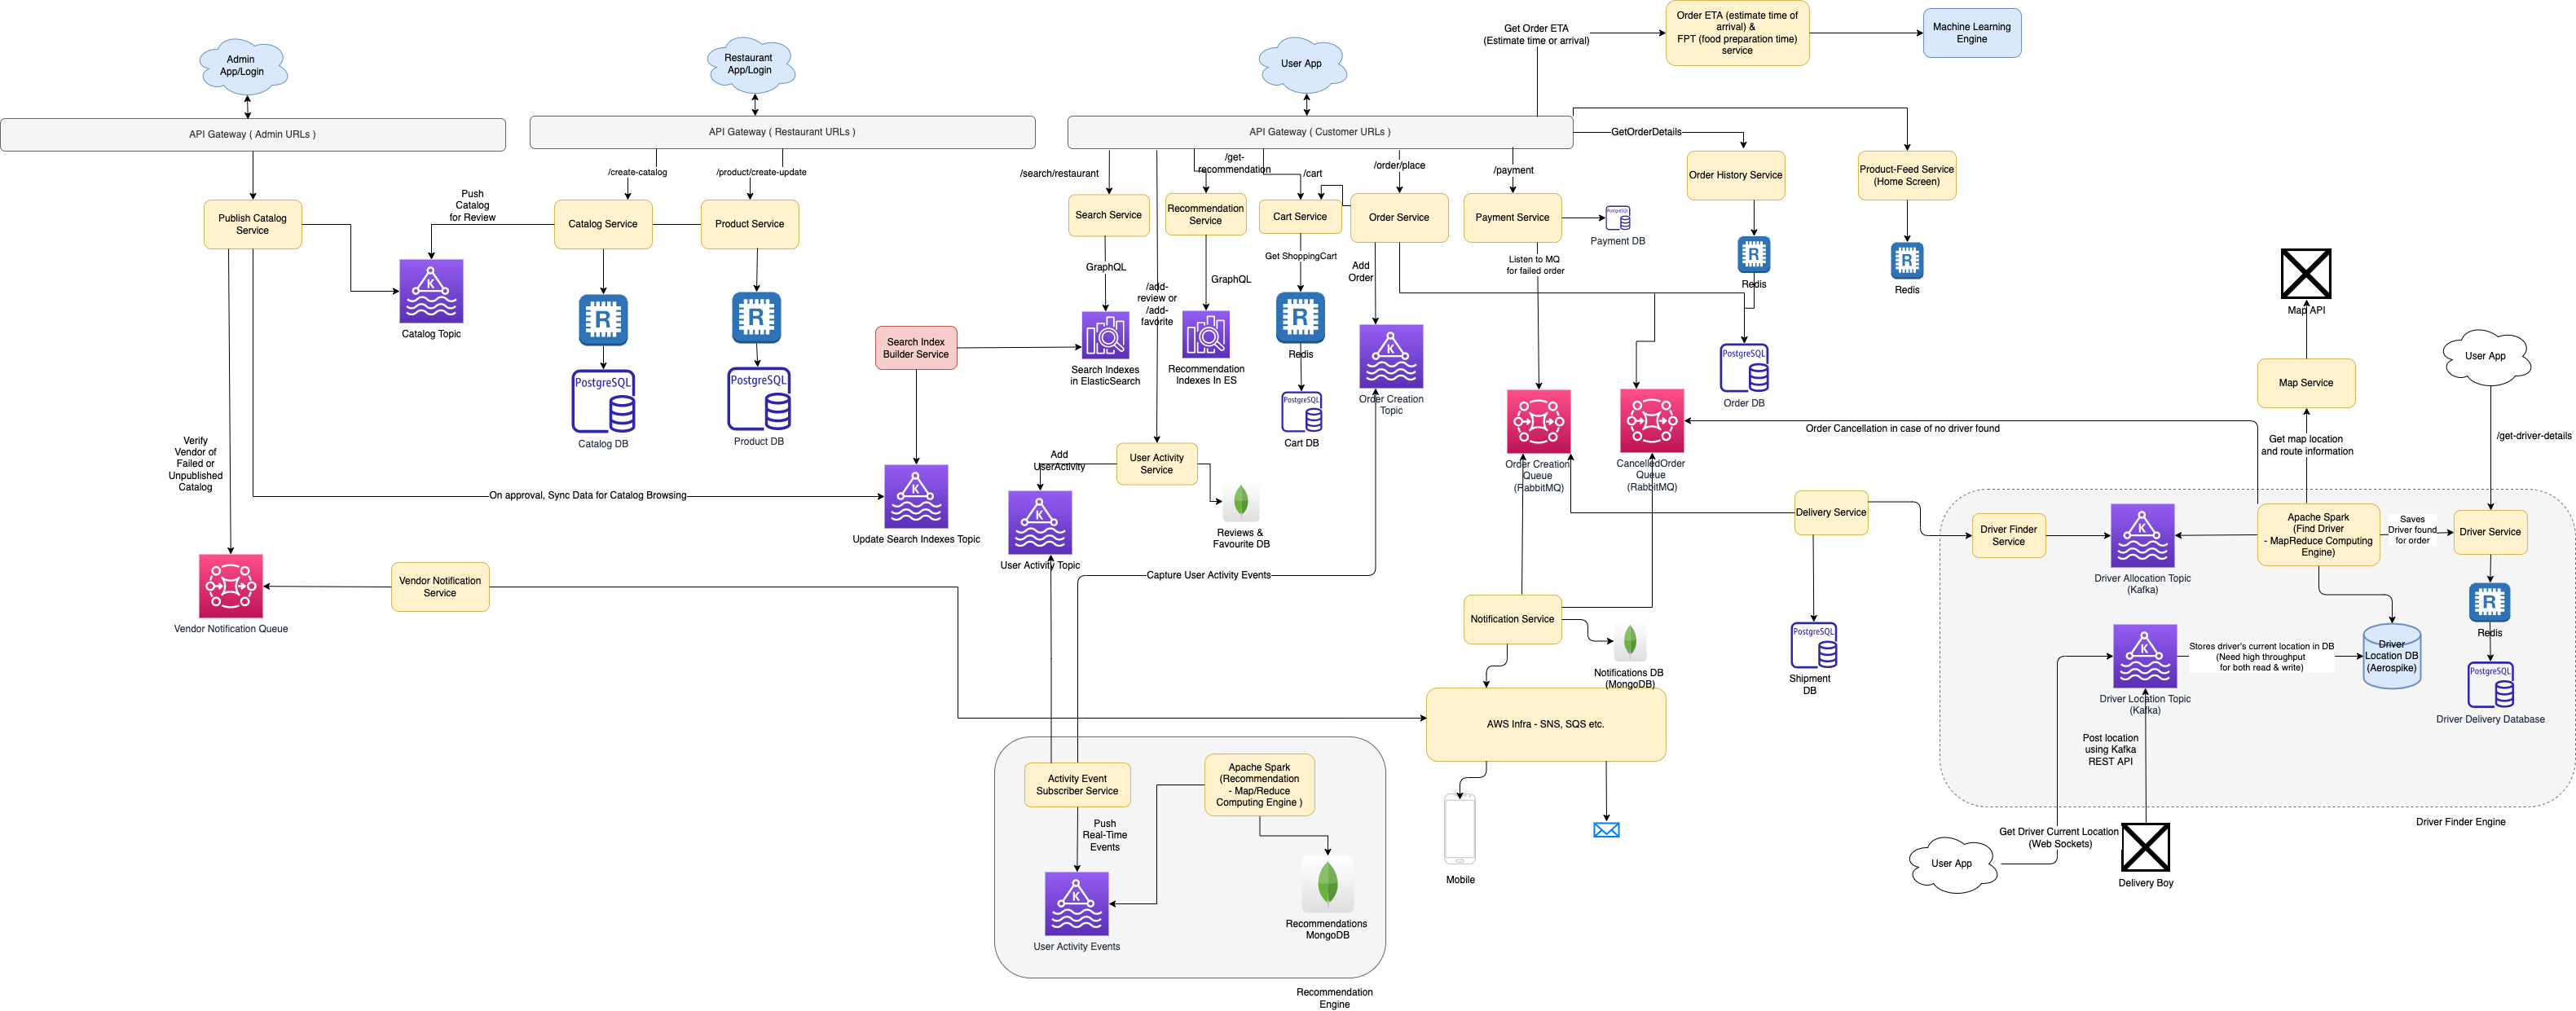 Order ETA (estimate time of
arrival) &
FPT (food preparation time)
service
Machine Learning
Engine
Get Order ETA
(Estimate time or arrival)
Admin
App/Login
Restaurant
App/Login
User App
API Gateway ( Admin URLs )
API Gateway ( Restaurant URLs )
API Gateway ( Customer URLs )
GetOrderDetails
/create-catalog
/product/create-update
/search/restaurant
/get-
recommendation
/cart
/order/place
/payment
Order History Service
Product-Feed Service
(Home Screen)
Push
Catalog
for Review
Publish Catalog
Service
Catalog Service
Product Service
Search Service
Recommendation
Service
Cart Service
Order Service
Payment Service
PostgreSQL
Payment DB
R
Redis
R
Redis
GraphQL
/add-
review or
/add-
favorite
GraphQL
Get ShoppingCart
Add
Order
Listen to MQ
for failed order
K
Catalog Topic
R
R
R
Redis
Search Index
Builder Service
Search Indexes
in ElasticSearch
Recommendation
Indexes In ES
K
Order Creation
Topic
PostgreSQL
Order DB
Map API
Map Service
User App
PostgreSQL
Catalog DB
PostgreSQL
Product DB
PostgreSQL
Cart DB
Order Cancellation in case of no driver found
Get map location
and route information
/get-driver-details
Verify
Vendor of
Failed or
Unpublished
Catalog
Add
UserActivity
User Activity
Service
Order Creation
Queue
(RabbitMQ)
CancelledOrder
Queue
(RabbitMQ)
On approval, Sync Data for Catalog Browsing
K
Update Search Indexes Topic
K
User Activity Topic
Reviews &
Favourite DB
Delivery Service
Driver Finder
Service
K
Driver Allocation Topic
(Kafka)
Apache Spark
(Find Driver
- MapReduce Computing
Engine)
Saves
Driver found
for order
Driver Service
Vendor Notification Queue
Vendor Notification
Service
Capture User Activity Events
Notification Service
Notifications DB
(MongoDB)
PostgreSQL
Shipment
DB
R
Redis
K
Driver Location Topic
(Kafka)
Stores driver's current location in DB
(Need high throughput
for both read & write)
Driver
Location DB
(Aerospike)
PostgreSQL
Driver Delivery Database
AWS Infra - SNS, SQS etc.
Post location
using Kafka
REST API
Activity Event
Subscriber Service
Apache Spark
(Recommendation
- Map/Reduce
Computing Engine )
Push
Real-Time
Events
Mobile
Driver Finder Engine
Get Driver Current Location
(Web Sockets)
User App
Delivery Boy
K
User Activity Events
Recommendations
MongoDB
Recommendation
Engine